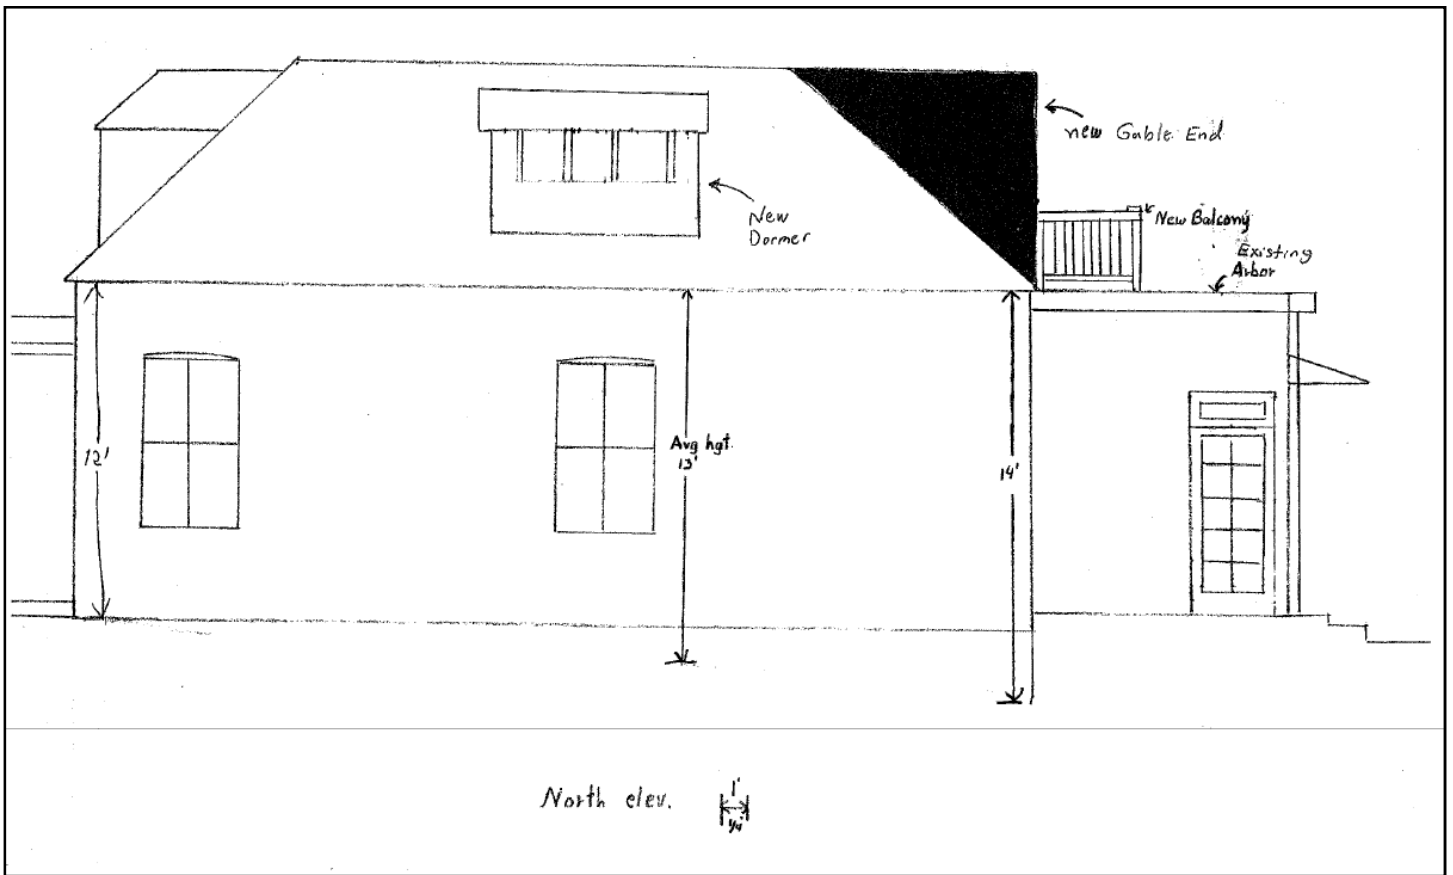 new Gable End
New
Dormer
New Balcony
Existing
Arbor
12'
Avg hgt.
13'
14'
North elev.
1'
1/4"